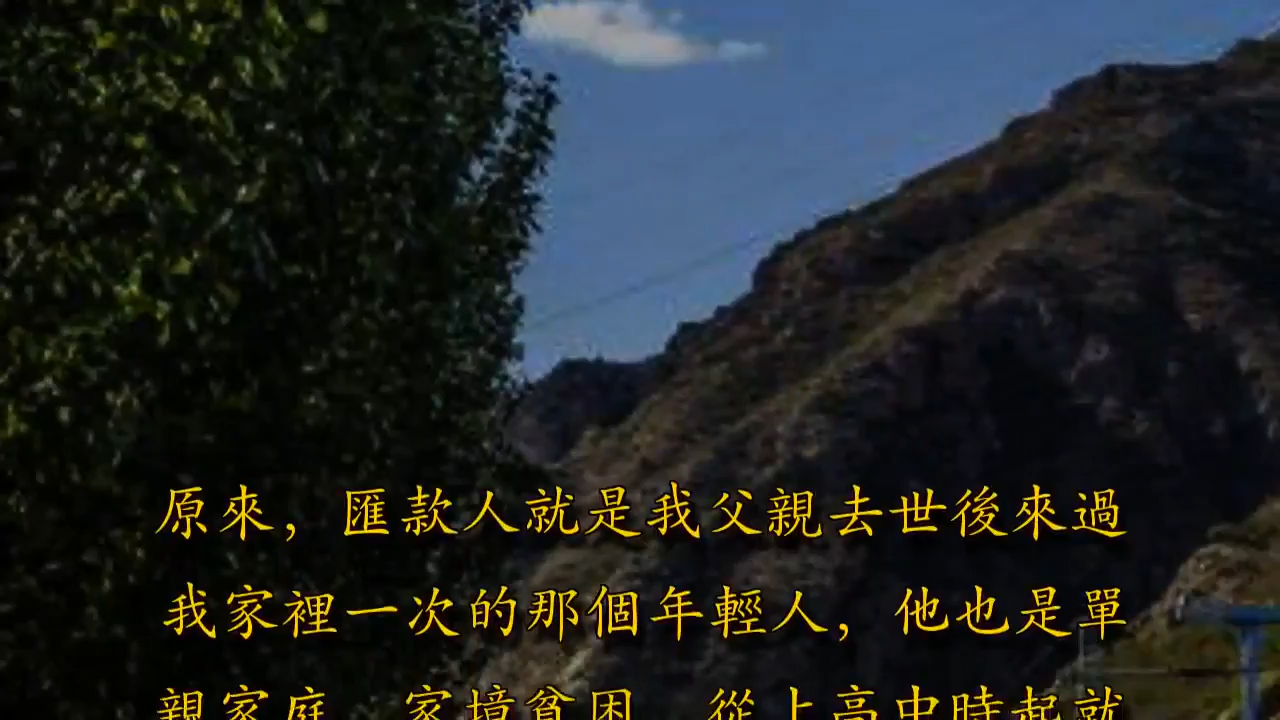 原來，匯款人就是我父親去世後來過
我家裡一次的那個年輕人，他也是單
親家庭，家境貧困，從上高中時起就